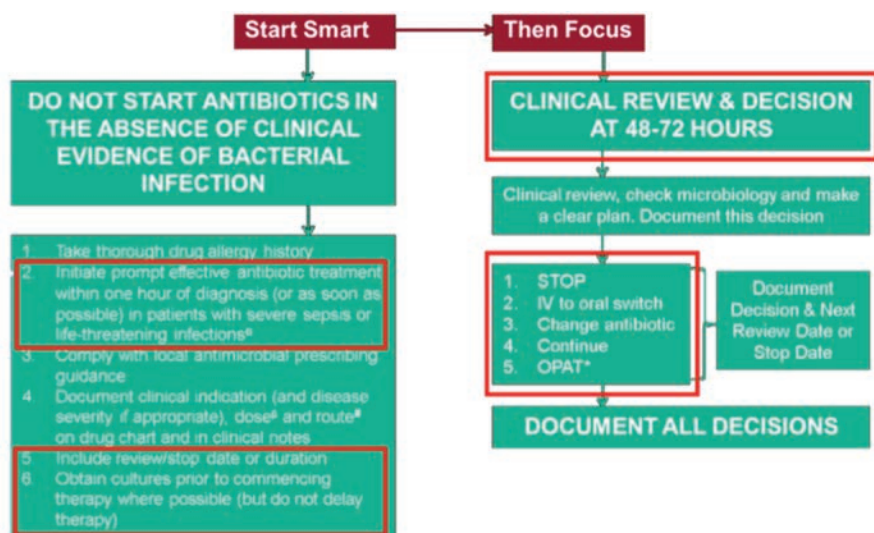 Start Smart
Then Focus
DO NOT START ANTIBIOTICS IN
THE ABSENCE OF CLINICAL
EVIDENCE OF BACTERIAL
INFECTION
1. Take thorough drug allergy history
2. Initiate prompt effective antibiotic treatment
within one hour of diagnosis (or as soon as
possible) in patients with severe sepsis or
life-threatening infections
3. Comply with local antimicrobial prescribing
guidance
4. Document clinical indication (and disease
severity if appropriate), dose and route
on drug chart and in clinical notes
5. Include review/stop date or duration
6. Obtain cultures prior to commencing
therapy where possible (but do not delay
therapy)
CLINICAL REVIEW & DECISION
AT 48-72 HOURS
Clinical review, check microbiology and make
a clear plan. Document this decision
1. STOP
2. IV to oral switch
3. Change antibiotic
4. Continue
5. OPAT*
Document
Decision & Next
Review Date or
Stop Date
DOCUMENT ALL DECISIONS